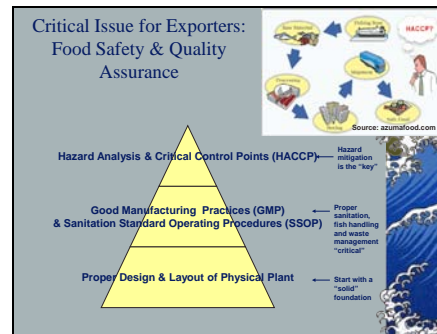 Critical Issue for Exporters:
Food Safety & Quality
Assurance
HACCP?
Source: azumafood.com
Hazard Analysis & Critical Control Points (HACCP)
Hazard
mitigation
is the "key"
Good Manufacturing Practices (GMP)
& Sanitation Standard Operating Procedures (SSOP)
Proper
sanitation,
fish handling
and waste
management
"critical"
Proper Design & Layout of Physical Plant
Start with a
"solid"
foundation